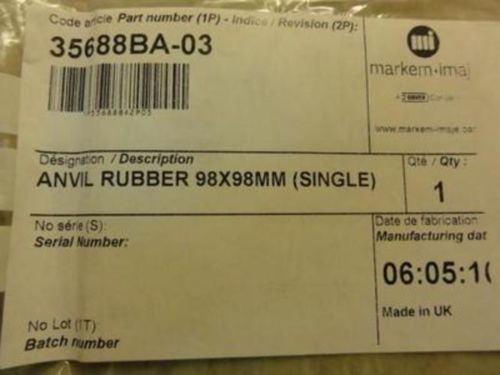 Code article Part number (1P) - Indice / Revision (2P):
35688BA-03
markem-imaj
A DOVER
www.markem-imaje.com
Désignation / Description
ANVIL RUBBER 98X98MM (SINGLE)
Qté / Qty :
1
No série (S):
Serial Number:
Date de fabrication
Manufacturing dat
06:05:1
Made in UK
No Lot (1T):
Batch number